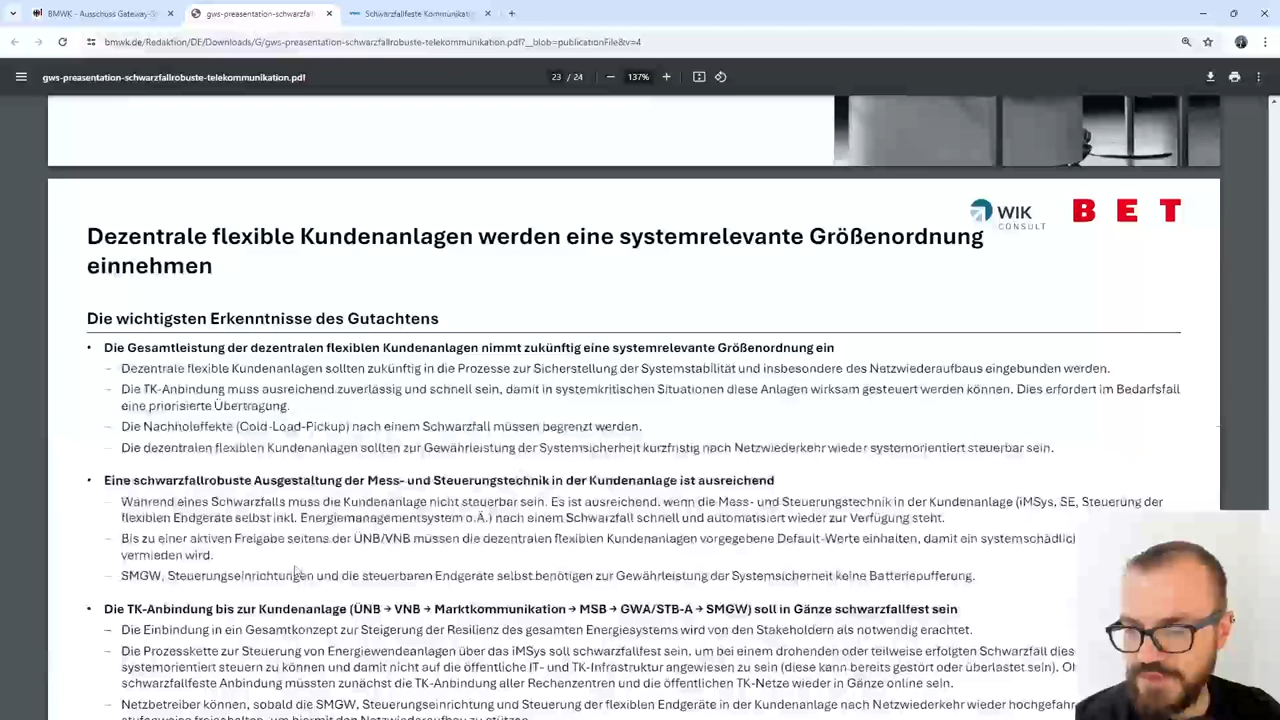 BMWK - Ausschuss Gateway-S
gws-preasentation-schwarzfall
Schwarzfallfeste Kommunikatio
bmwk.de/Redaktion/DE/Downloads/G/gws-preasentation-schwarzfallrobuste-telekommunikation.pdf?__blob=publicationFile&v=4
gws-preasentation-schwarzfallrobuste-telekommunikation.pdf
23 / 24
137%
WIK
CONSULT
BET
Dezentrale flexible Kundenanlagen werden eine systemrelevante Größenordnung
einnehmen
Die wichtigsten Erkenntnisse des Gutachtens
• Die Gesamtleistung der dezentralen flexiblen Kundenanlagen nimmt zukünftig eine systemrelevante Größenordnung ein
– Dezentrale flexible Kundenanlagen sollten zukünftig in die Prozesse zur Sicherstellung der Systemstabilität und insbesondere des Netzwiederaufbaus eingebunden werden.
– Die TK-Anbindung muss ausreichend zuverlässig und schnell sein, damit in systemkritischen Situationen diese Anlagen wirksam gesteuert werden können. Dies erfordert im Bedarfsfall
eine priorisierte Übertragung.
– Die Nachholeffekte (Cold-Load-Pickup) nach einem Schwarzfall müssen begrenzt werden.
– Die dezentralen flexiblen Kundenanlagen sollten zur Gewährleistung der Systemsicherheit kurzfristig nach Netzwiederkehr wieder systemorientiert steuerbar sein.
• Eine schwarzfallrobuste Ausgestaltung der Mess- und Steuerungstechnik in der Kundenanlage ist ausreichend
– Während eines Schwarzfalls muss die Kundenanlage nicht steuerbar sein. Es ist ausreichend, wenn die Mess- und Steuerungstechnik in der Kundenanlage (iMSys, SE, Steuerung der
flexiblen Endgeräte selbst inkl. Energiemanagementsystem o.Ä.) nach einem Schwarzfall schnell und automatisiert wieder zur Verfügung steht.
– Bis zu einer aktiven Freigabe seitens der ÜNB/VNB müssen die dezentralen flexiblen Kundenanlagen vorgegebene Default-Werte einhalten, damit ein systemschädlic
vermieden wird.
– SMGW, Steuerungseinrichtungen und die steuerbaren Endgeräte selbst benötigen zur Gewährleistung der Systemsicherheit keine Batteriepufferung.
• Die TK-Anbindung bis zur Kundenanlage (ÜNB → VNB → Marktkommunikation → MSB → GWA/STB-A → SMGW) soll in Gänze schwarzfallfest sein
– Die Einbindung in ein Gesamtkonzept zur Steigerung der Resilienz des gesamten Energiesystems wird von den Stakeholdern als notwendig erachtet.
– Die Prozesskette zur Steuerung von Energiewendeanlagen über das iMSys soll schwarzfallfest sein, um bei einem drohenden oder teilweise erfolgten Schwarzfall dies
systemorientiert steuern zu können und damit nicht auf die öffentliche IT- und TK-Infrastruktur angewiesen zu sein (diese kann bereits gestört oder überlastet sein). O
schwarzfallfeste Anbindung müssten zunächst die TK-Anbindung aller Rechenzentren und die öffentlichen TK-Netze wieder in Gänze online sein.
– Netzbetreiber können, sobald die SMGW, Steuerungseinrichtung und Steuerung der flexiblen Endgeräte in der Kundenanlage nach Netzwiederkehr wieder hochgefahr
stufenweise freischalten, um hiermit den Netzwiederaufbau zu stützen.